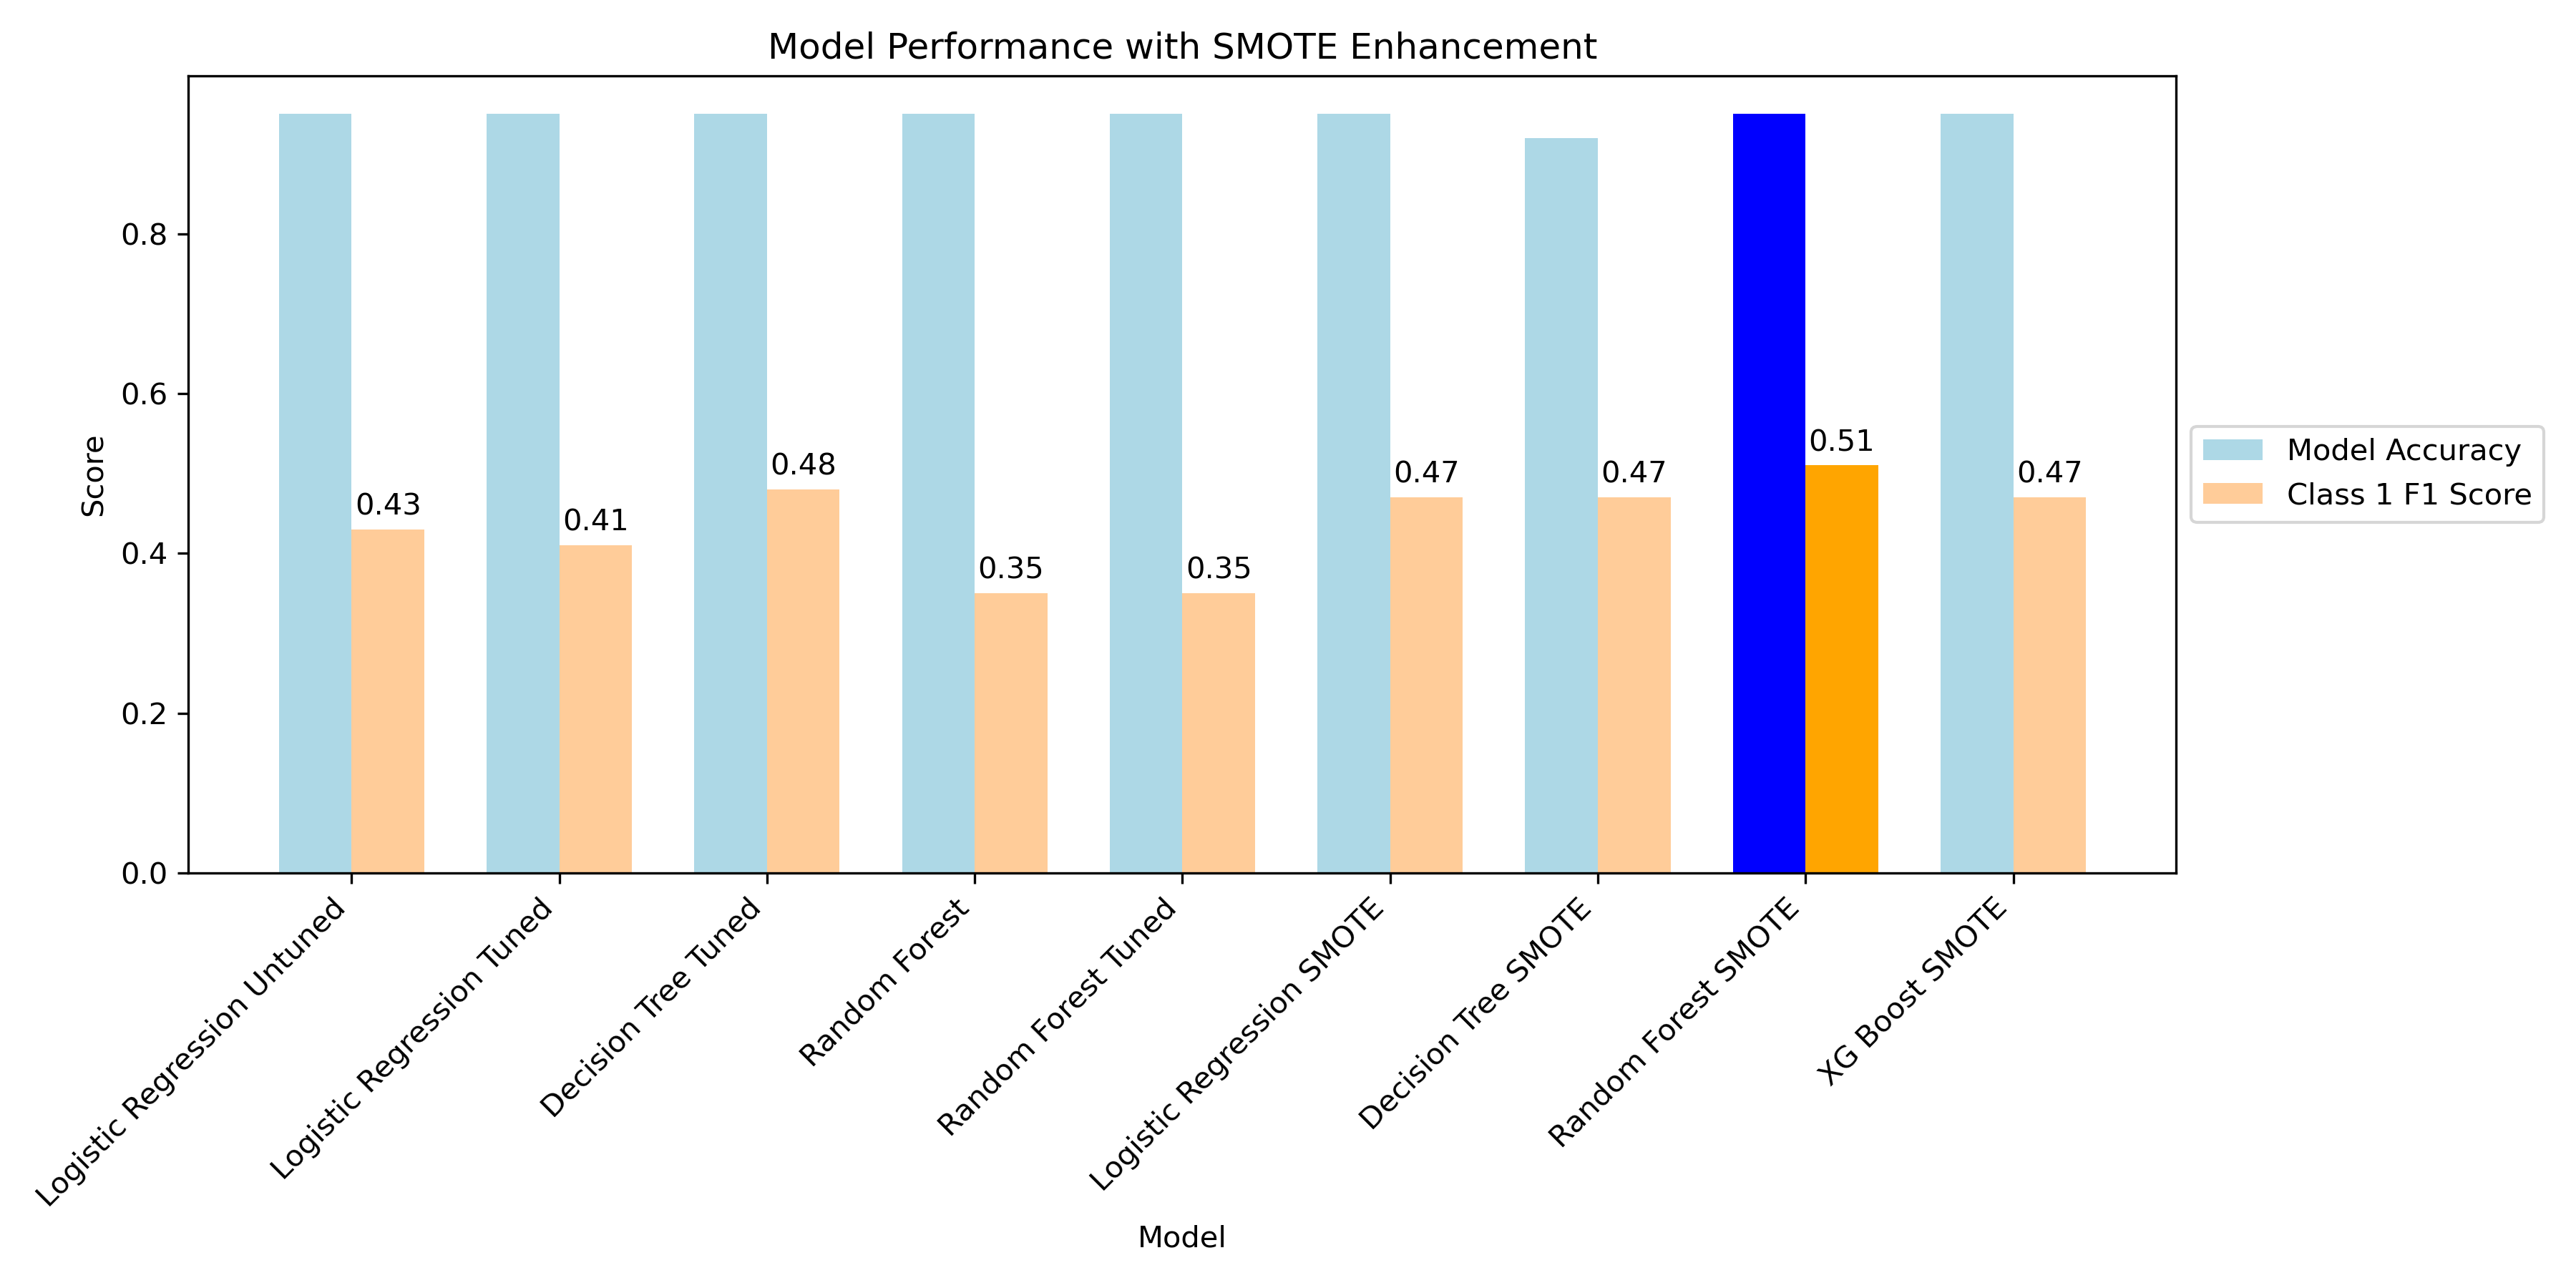 Model Performance with SMOTE Enhancement
Score
0.8
0.6
0.4
0.2
0.0
0.43
0.41
0.48
0.35
0.35
0.47
0.47
0.51
0.47
Model Accuracy
Class 1 F1 Score
Logistic Regression Untuned
Logistic Regression Tuned
Decision Tree Tuned
Random Forest
Random Forest Tuned
Logistic Regression SMOTE
Decision Tree SMOTE
Random Forest SMOTE
XG Boost SMOTE
Model